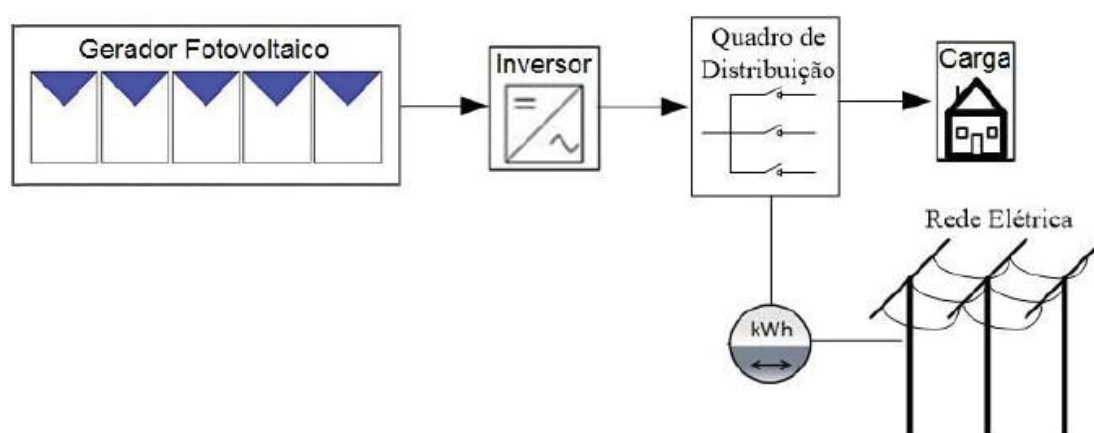 Gerador Fotovoltaico
Inversor
Quadro de
Distribuição
Carga
Rede Elétrica
kWh